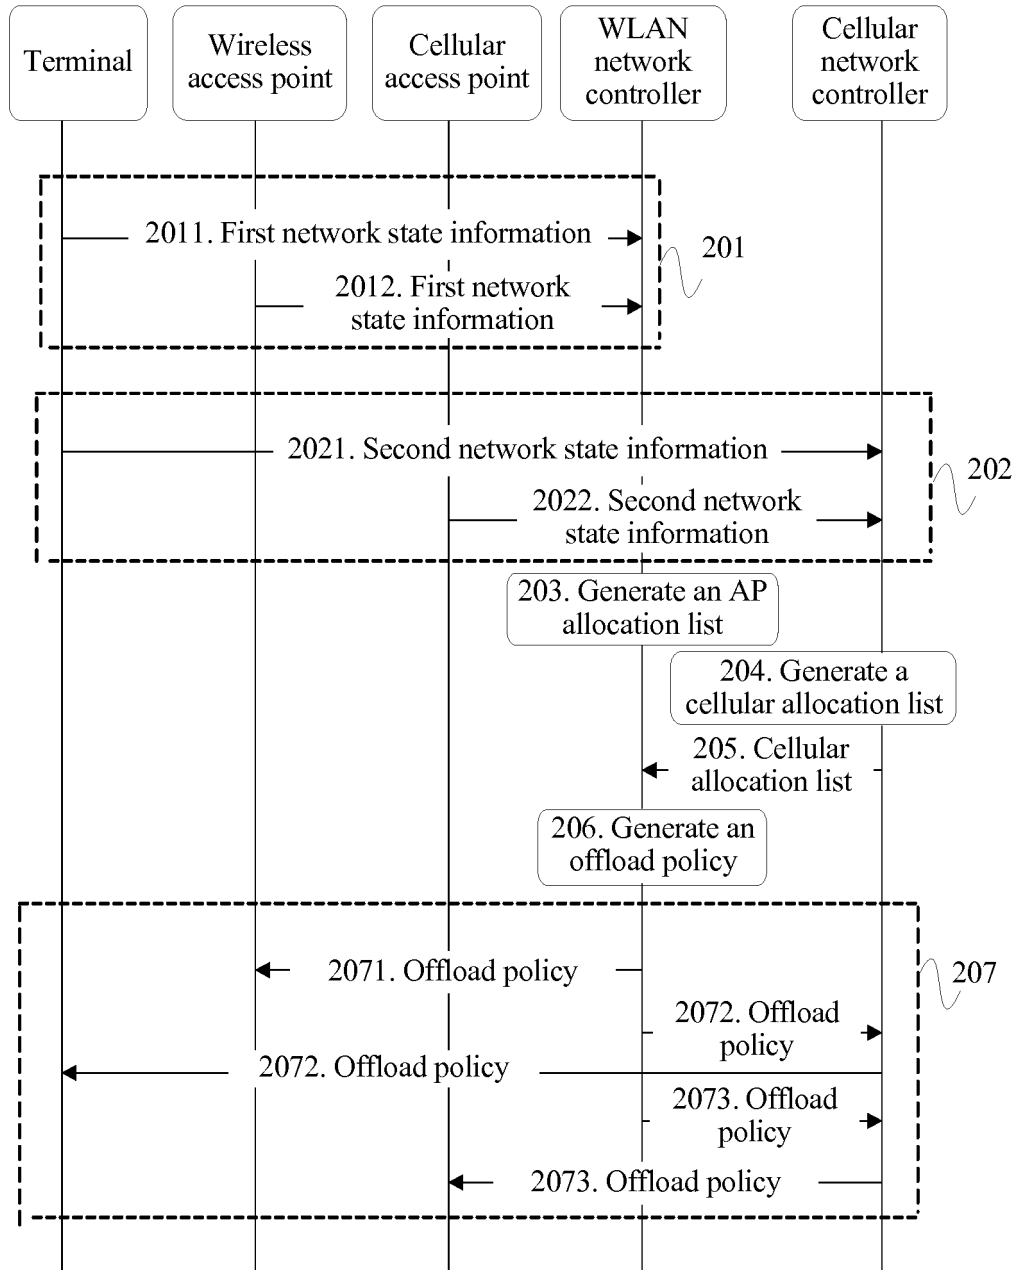 Terminal
Wireless
access point
Cellular
access point
WLAN
network
controller
Cellular
network
controller
2011. First network state information
201
2012. First network
state information
2021. Second network state information
202
2022. Second network
state information
203. Generate an AP
allocation list
204. Generate a
cellular allocation list
205. Cellular
allocation list
206. Generate an
offload policy
2071. Offload policy
207
2072. Offload
policy
2072. Offload policy
2073. Offload
policy
2073. Offload policy